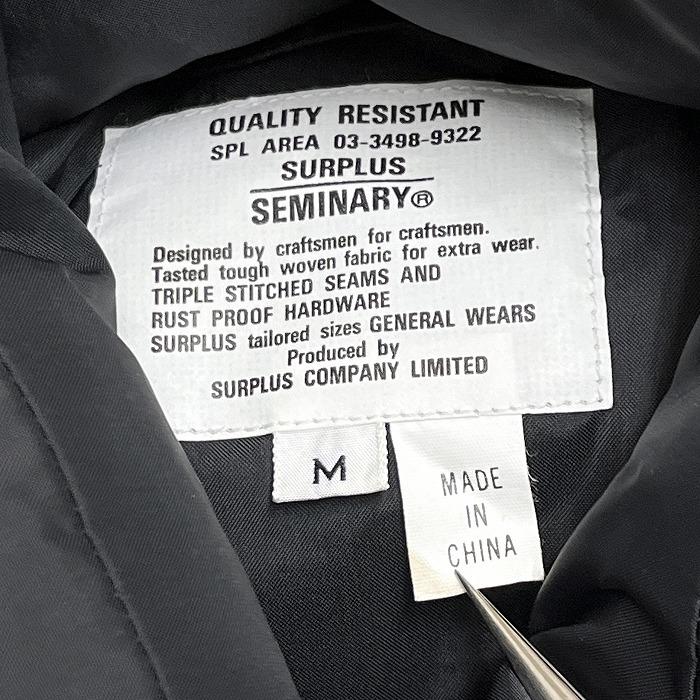 QUALITY RESISTANT
SPL AREA 03-3498-9322
SURPLUS
SEMINARY®
Designed by craftsmen for craftsmen.
Tasted tough woven fabric for extra wear.
TRIPLE STITCHED SEAMS AND
RUST PROOF HARDWARE
SURPLUS tailored sizes GENERAL WEARS
Produced by
SURPLUS COMPANY LIMITED
M
MADE
IN
CHINA